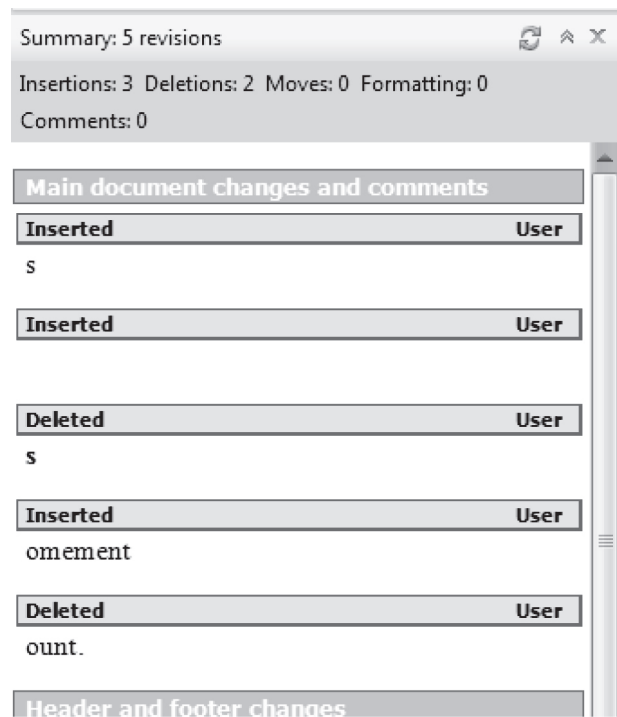 Summary: 5 revisions
Insertions: 3 Deletions: 2 Moves: 0 Formatting: 0
Comments: 0
Main document changes and comments
Inserted User
s
Inserted User
Deleted User
s
Inserted User
omement
Deleted User
ount.
Header and footer changes